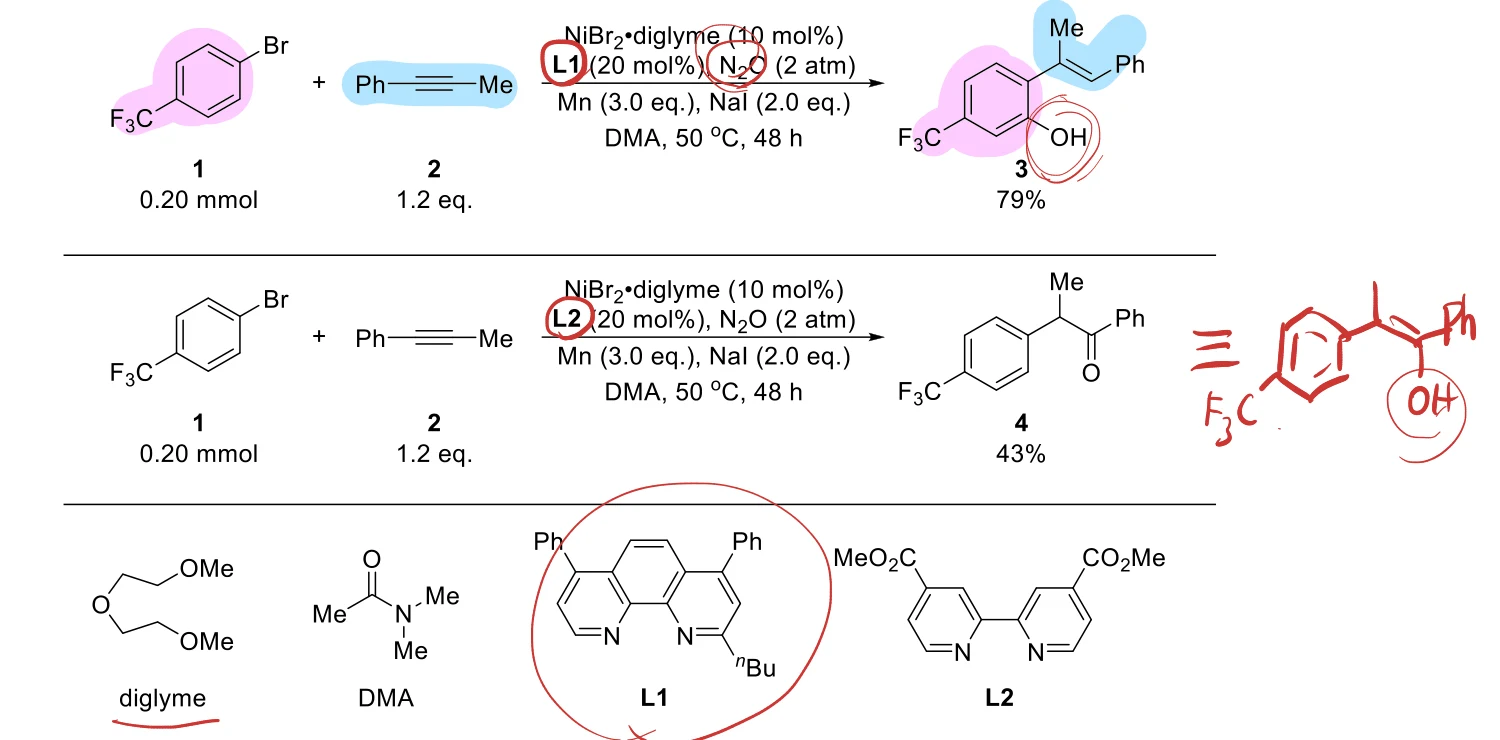 Br
F₃C
+
Ph
Me
NiBr₂•diglyme (10 mol%)
L1 (20 mol%), N₂O (2 atm)
Mn (3.0 eq.), NaI (2.0 eq.)
DMA, 50 °C, 48 h
Me
Ph
F₃C
OH
1
2
3
0.20 mmol
1.2 eq.
79%
Br
F₃C
+
Ph
Me
NiBr₂•diglyme (10 mol%)
L2 (20 mol%), N₂O (2 atm)
Mn (3.0 eq.), NaI (2.0 eq.)
DMA, 50 °C, 48 h
Me
Ph
O
F₃C
≡
Ph
OH
F₃C
1
2
4
0.20 mmol
1.2 eq.
43%
OMe
O
OMe
diglyme
O
Me
N
Me
Me
DMA
Ph
Ph
N
N
ⁿBu
L1
MeO₂C
CO₂Me
N
N
L2